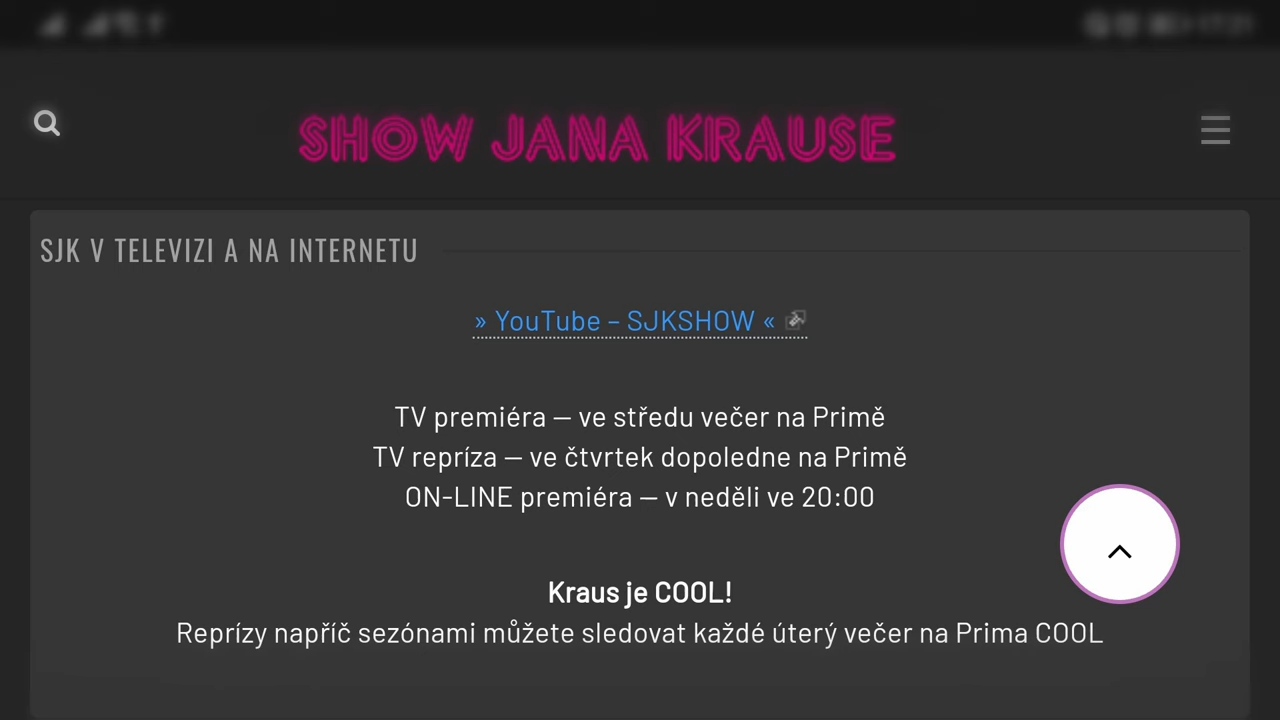 SHOW JANA KRAUSE
SJK V TELEVIZI A NA INTERNETU
» YouTube – SJKSHOW «
TV premiéra — ve středu večer na Primě
TV repríza — ve čtvrtek dopoledne na Primě
ON-LINE premiéra — v neděli ve 20:00
Kraus je COOL!
Reprízy napříč sezónami můžete sledovat každé úterý večer na Prima COOL